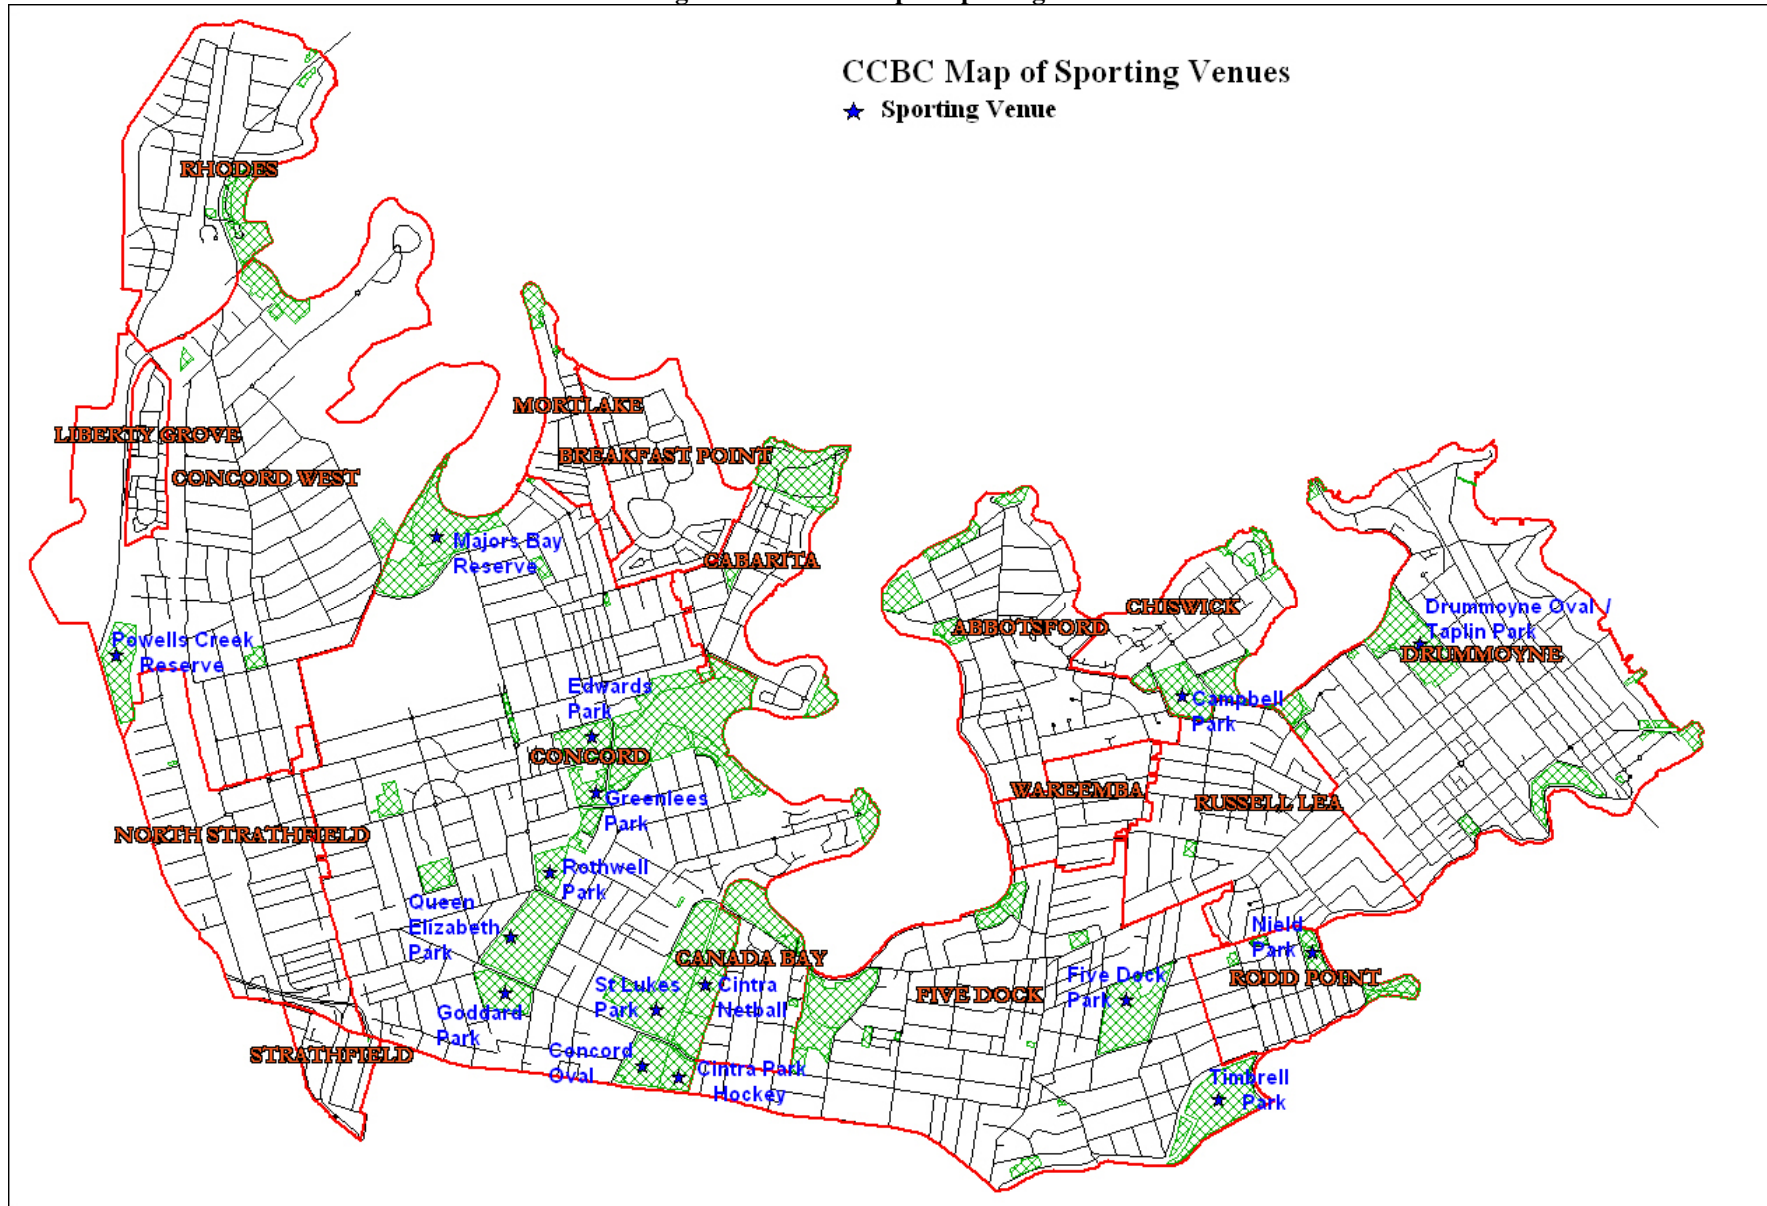 CCBC Map of Sporting Venues
Sporting Venue
RHODES
MORTLAKE
LIBERTY GROVE
BREAKFAST POINT
CONCORD WEST
Majors Bay
Reserve
CABARITA
CHISWICK
ABBOTSFORD
Drummoyne Oval /
Taplin Park
DRUMMOYNE
Powells Creek
Reserve
Edwards
Park
Campbell
Park
CONCORD
Greenlees
Park
WAREEMBA
RUSSELL LEA
NORTH STRATHFIELD
Rothwell
Park
Queen
Elizabeth
Park
Nield
Park
CANADA BAY
St Lukes
Park
Cintra
Netball
FIVE DOCK
Five Dock
Park
RODD POINT
Goddard
Park
STRATHFIELD
Concord
Oval
Cintra Park
Hockey
Timbrell
Park